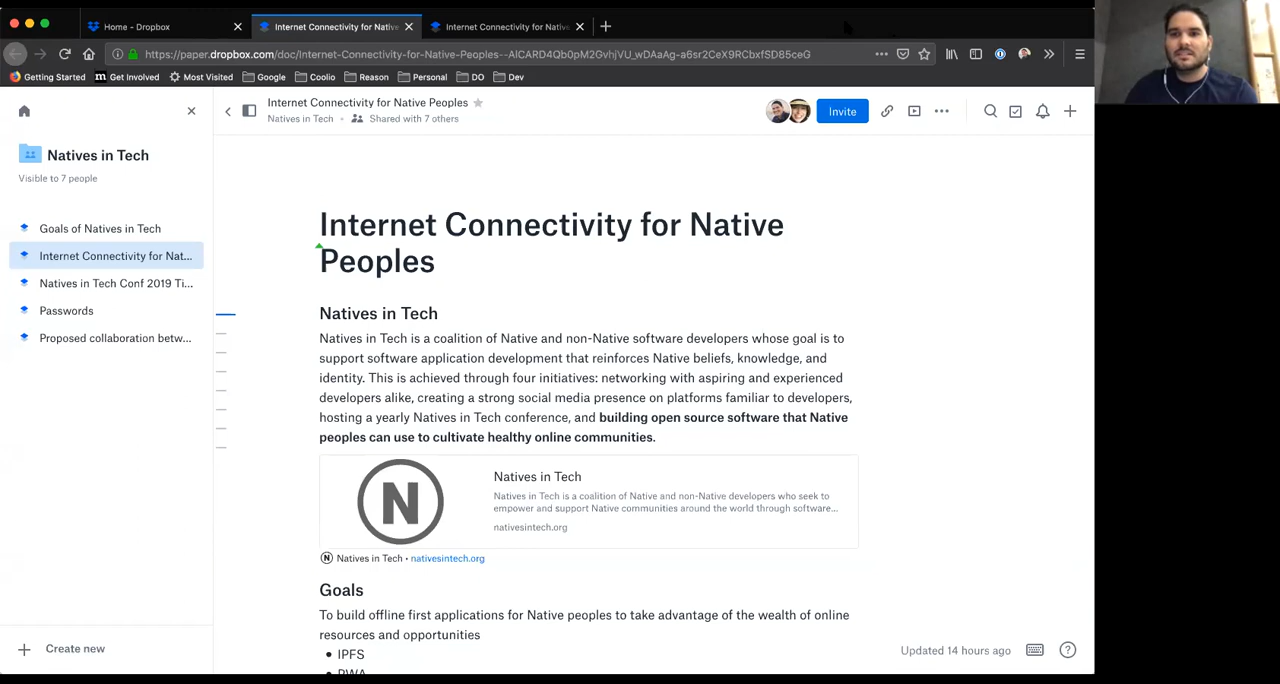 Home - Dropbox
Internet Connectivity for Native
Internet Connectivity for Native
https://paper.dropbox.com/doc/Internet-Connectivity-for-Native-Peoples--AICARD4Qb0pM2GvhjVU_wDAaAg-a6sr2CeX9RCbxfSD85ceG
Getting Started
Get Involved
Most Visited
Google
Coolio
Reason
Personal
DO
Dev
Internet Connectivity for Native Peoples
Natives in Tech • Shared with 7 others
Invite
Natives in Tech
Visible to 7 people
Goals of Natives in Tech
Internet Connectivity for Nat...
Natives in Tech Conf 2019 Ti...
Passwords
Proposed collaboration betw...
Create new
Internet Connectivity for Native
Peoples
Natives in Tech
Natives in Tech is a coalition of Native and non-Native software developers whose goal is to
support software application development that reinforces Native beliefs, knowledge, and
identity. This is achieved through four initiatives: networking with aspiring and experienced
developers alike, creating a strong social media presence on platforms familiar to developers,
hosting a yearly Natives in Tech conference, and building open source software that Native
peoples can use to cultivate healthy online communities.
N
Natives in Tech
Natives in Tech is a coalition of Native and non-Native developers who seek to
empower and support Native communities around the world through software...
nativesintech.org
N Natives in Tech • nativesintech.org
Goals
To build offline first applications for Native peoples to take advantage of the wealth of online
resources and opportunities
• IPFS
• PWA
Updated 14 hours ago